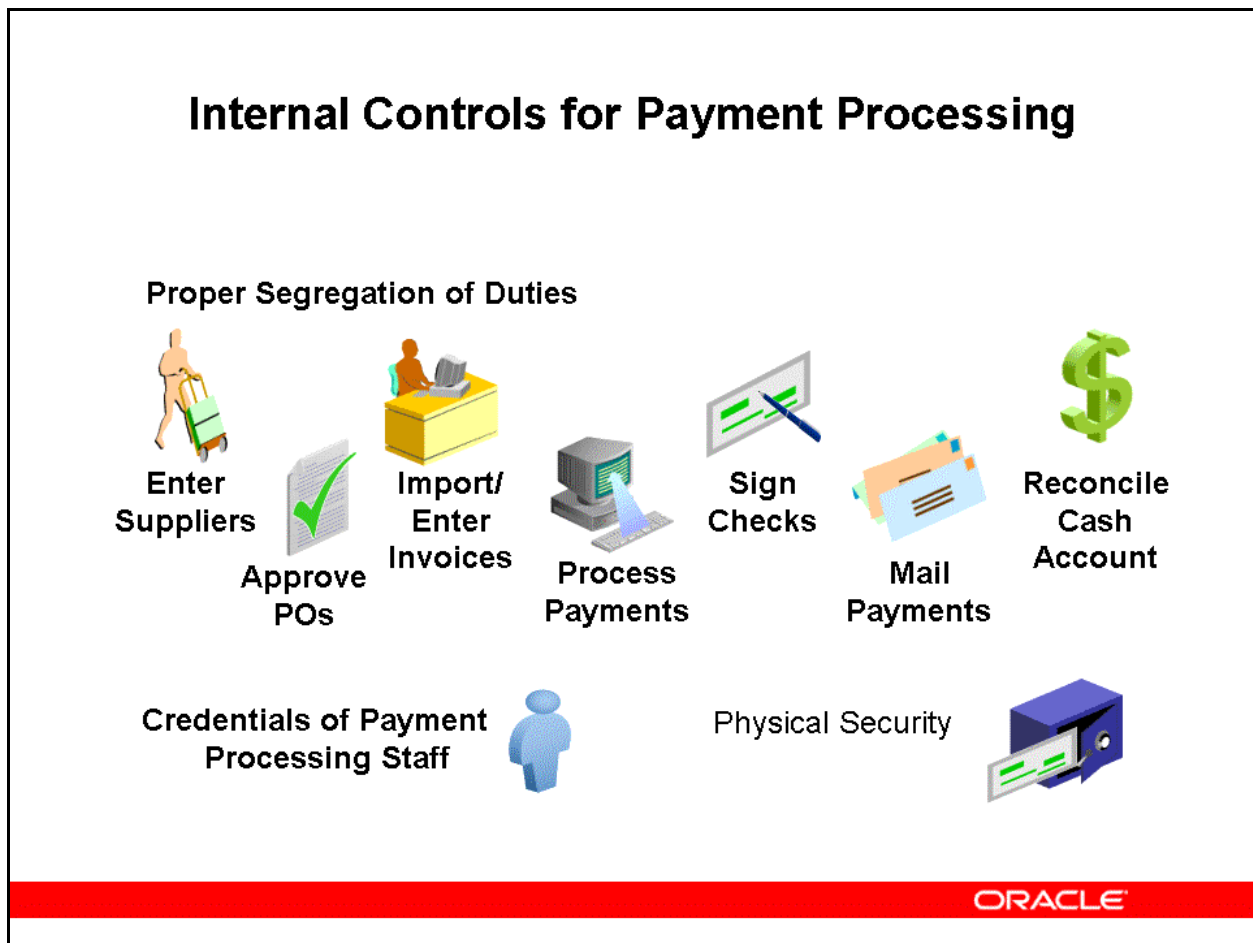 Internal Controls for Payment Processing
Proper Segregation of Duties
Enter
Suppliers
Approve
POs
Import/
Enter
Invoices
Process
Payments
Sign
Checks
Mail
Payments
Reconcile
Cash
Account
Credentials of Payment
Processing Staff
Physical Security
ORACLE